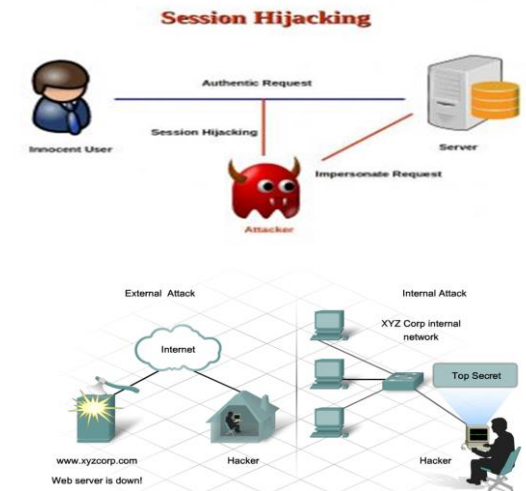 Session Hijacking
Authentic Request
Session Hijacking
Innocent User
Server
Impersonate Request
Attacker
External Attack
Internal Attack
XYZ Corp internal
network
Internet
Top Secret
www.xyzcorp.com
Hacker
Hacker
Web server is down!